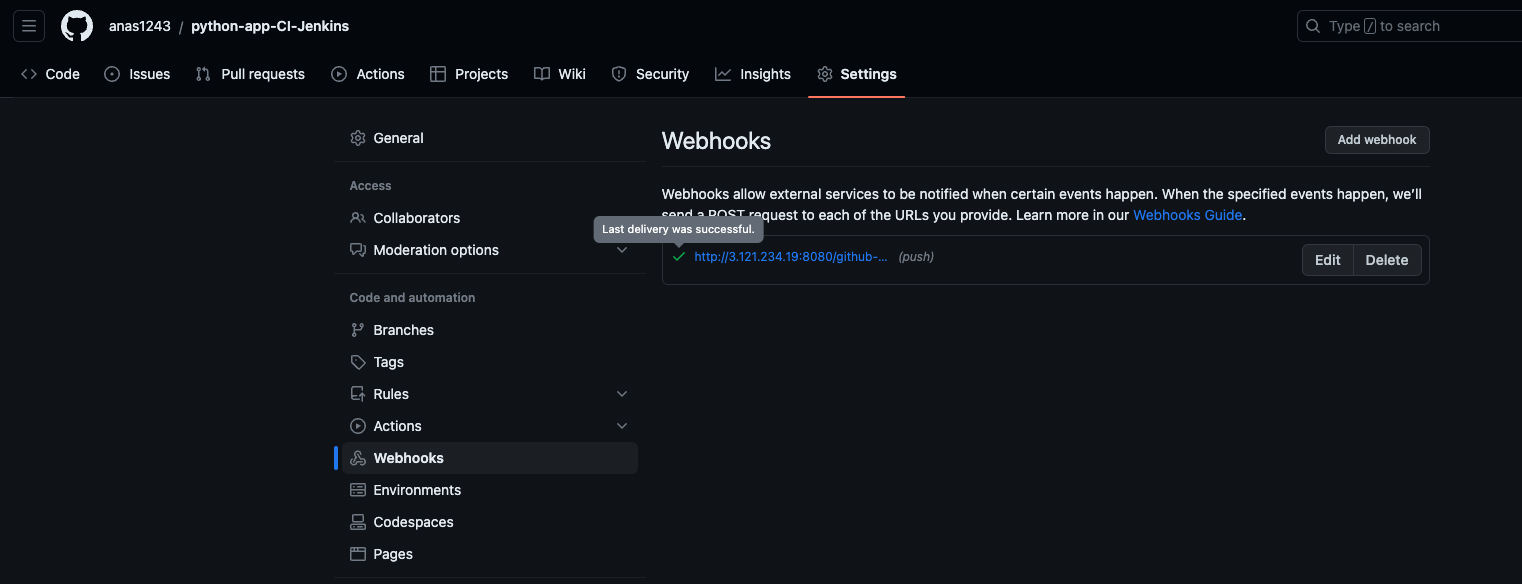 anas1243 / python-app-CI-Jenkins
Type / to search
Code Issues Pull requests Actions Projects Wiki Security Insights Settings
General
Access
Collaborators
Moderation options
Code and automation
Branches
Tags
Rules
Actions
Webhooks
Environments
Codespaces
Pages
Webhooks
Add webhook
Webhooks allow external services to be notified when certain events happen. When the specified events happen, we'll
send a POST request to each of the URLs you provide. Learn more in our Webhooks Guide.
Last delivery was successful.
http://3.121.234.19:8080/github-... (push)
Edit Delete